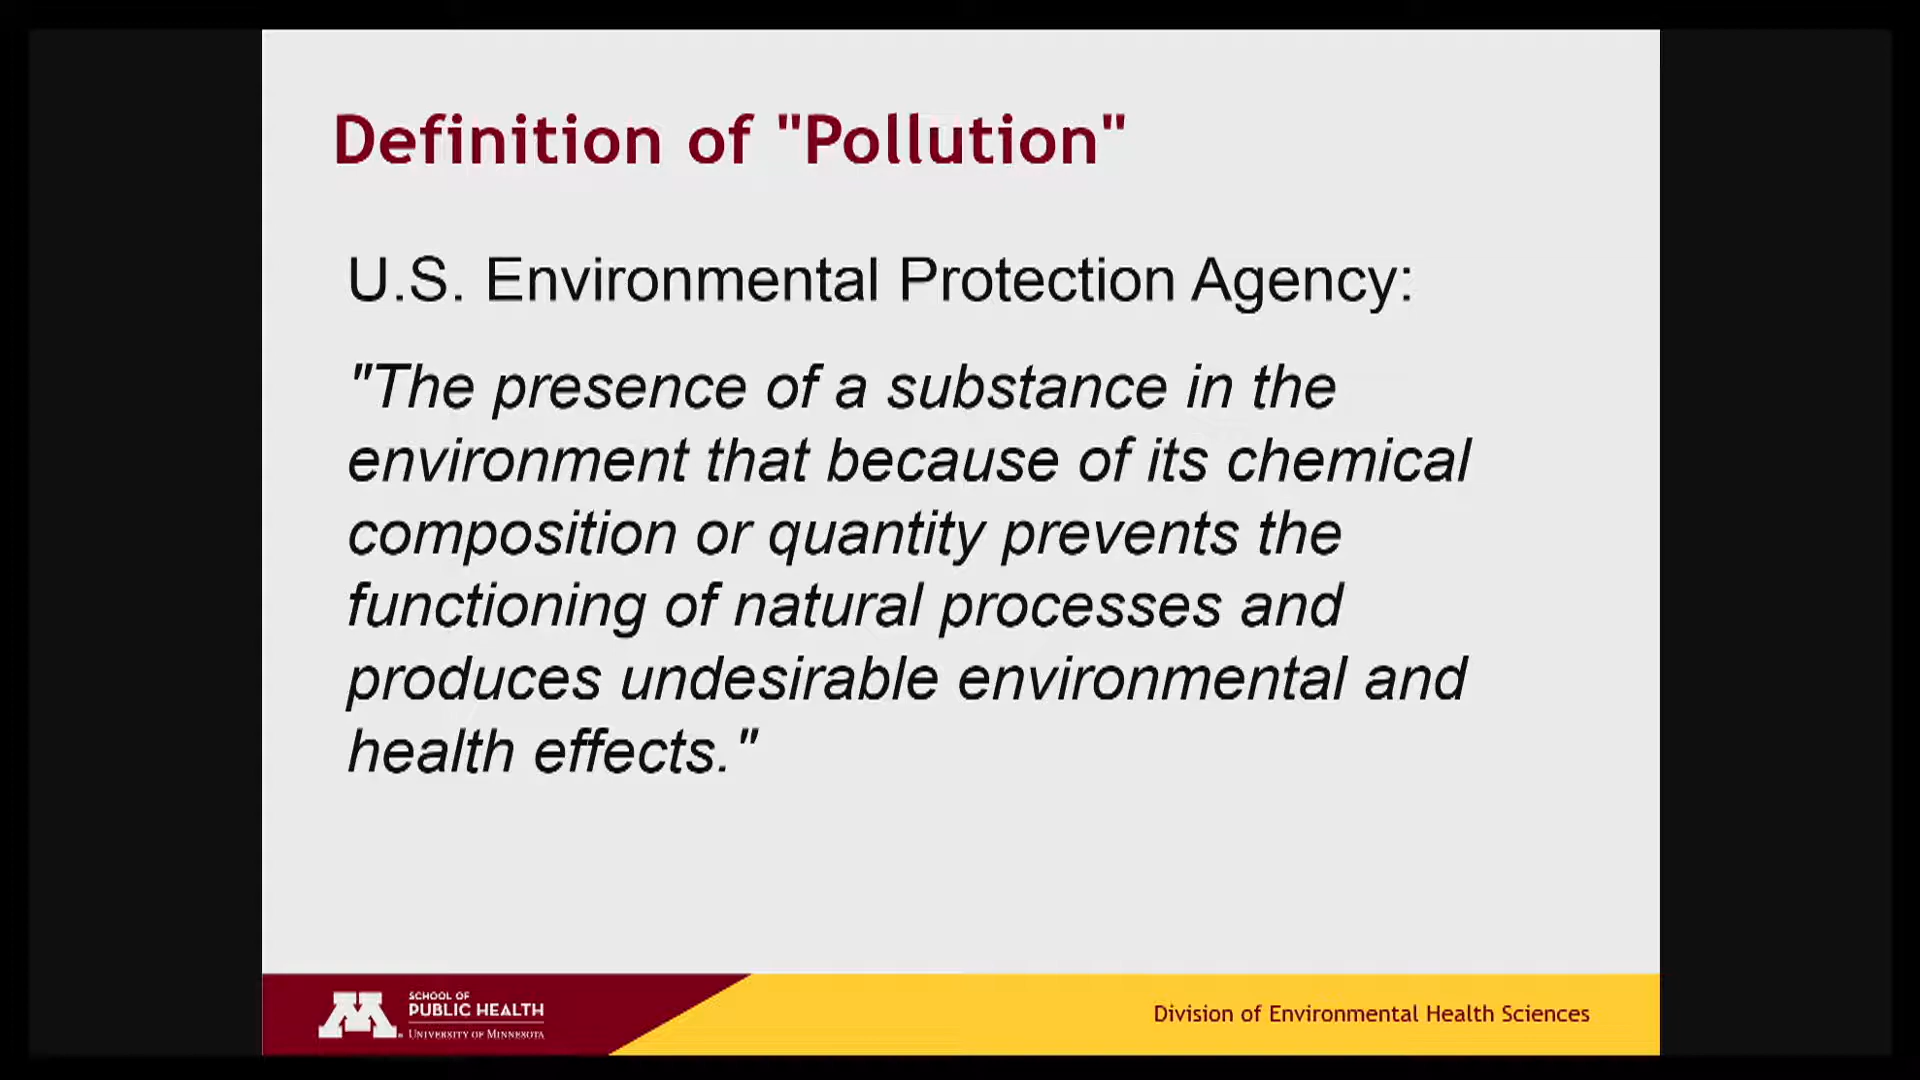 Definition of "Pollution"
U.S. Environmental Protection Agency:
"The presence of a substance in the
environment that because of its chemical
composition or quantity prevents the
functioning of natural processes and
produces undesirable environmental and
health effects."
M
SCHOOL OF
PUBLIC HEALTH
UNIVERSITY OF MINNESOTA
Division of Environmental Health Sciences